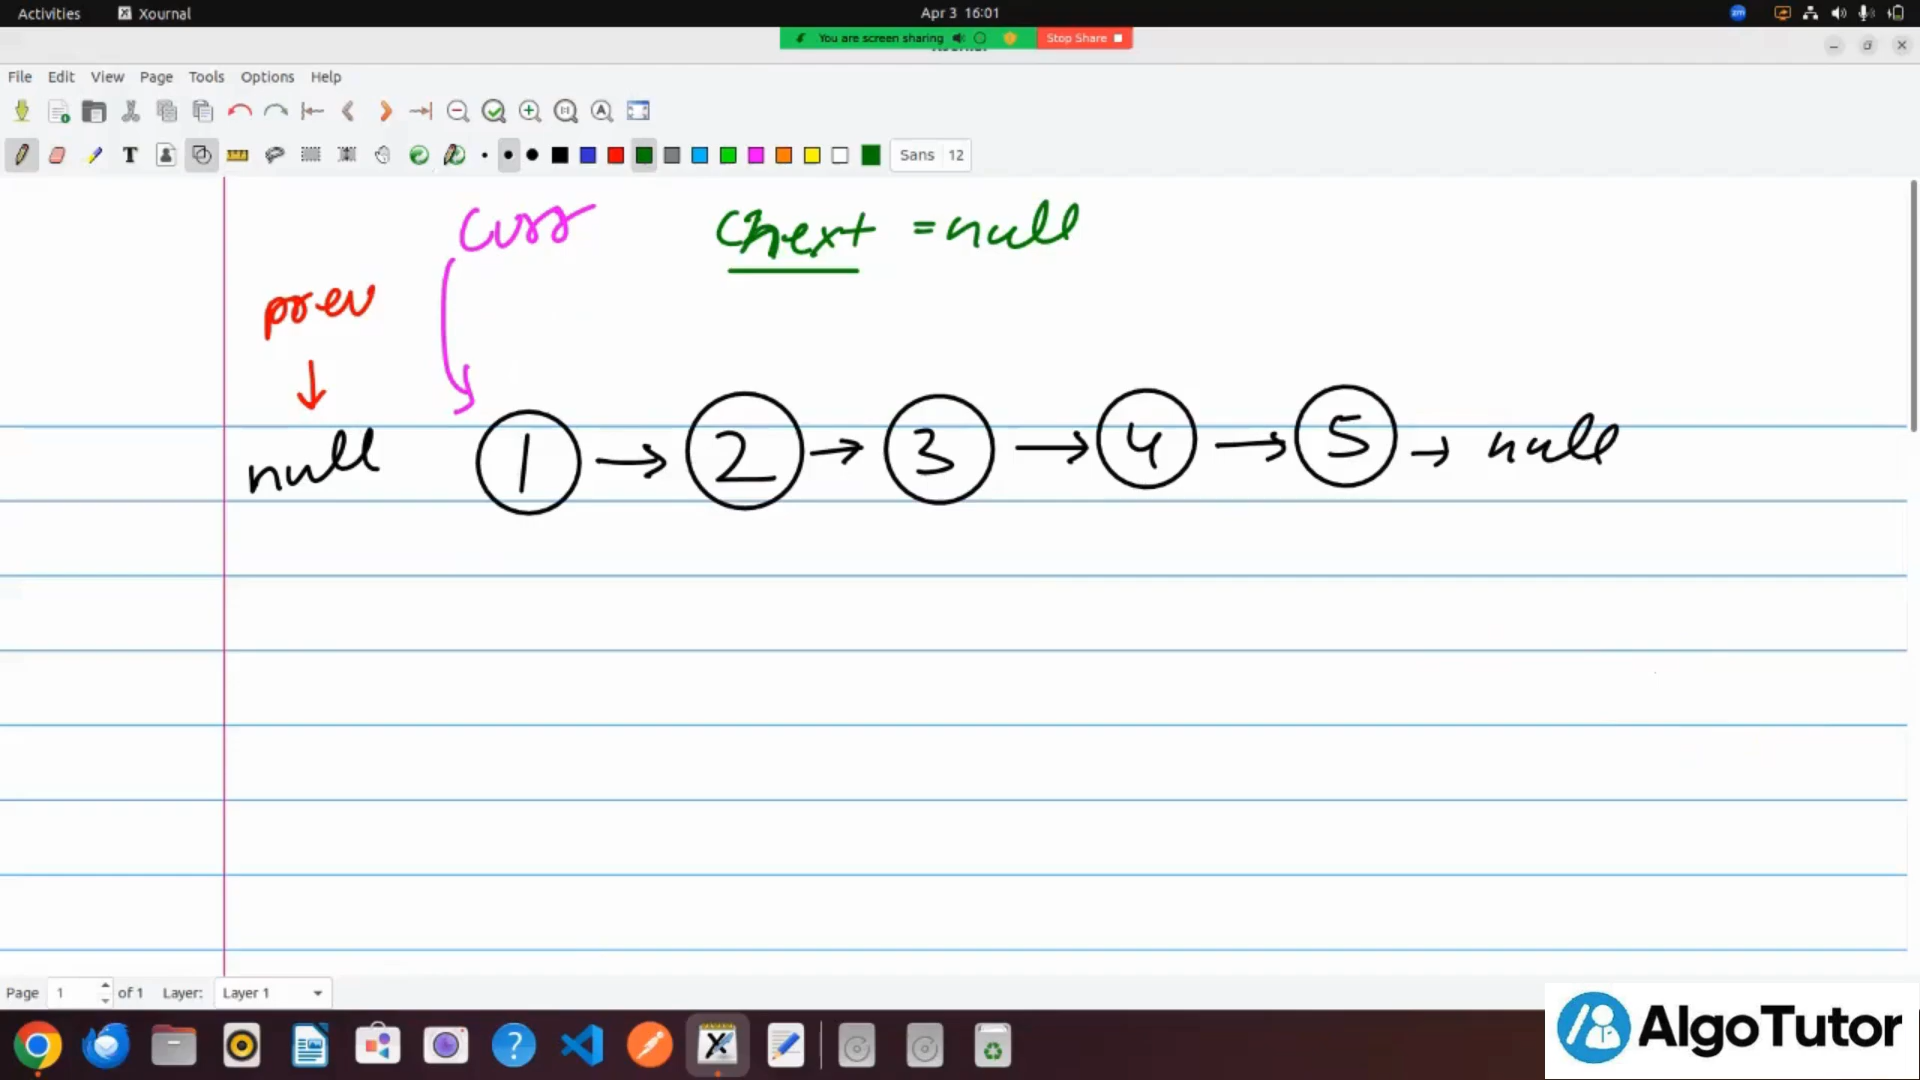 Activities Xournal Apr 3 16:01 zm
You are screen sharing Stop Share
File Edit View Page Tools Options Help
T Sans 12
curr cnext = null
prev
null 1 → 2 → 3 → 4 → 5 → null
Page 1 of 1 Layer: Layer 1
AlgoTutor